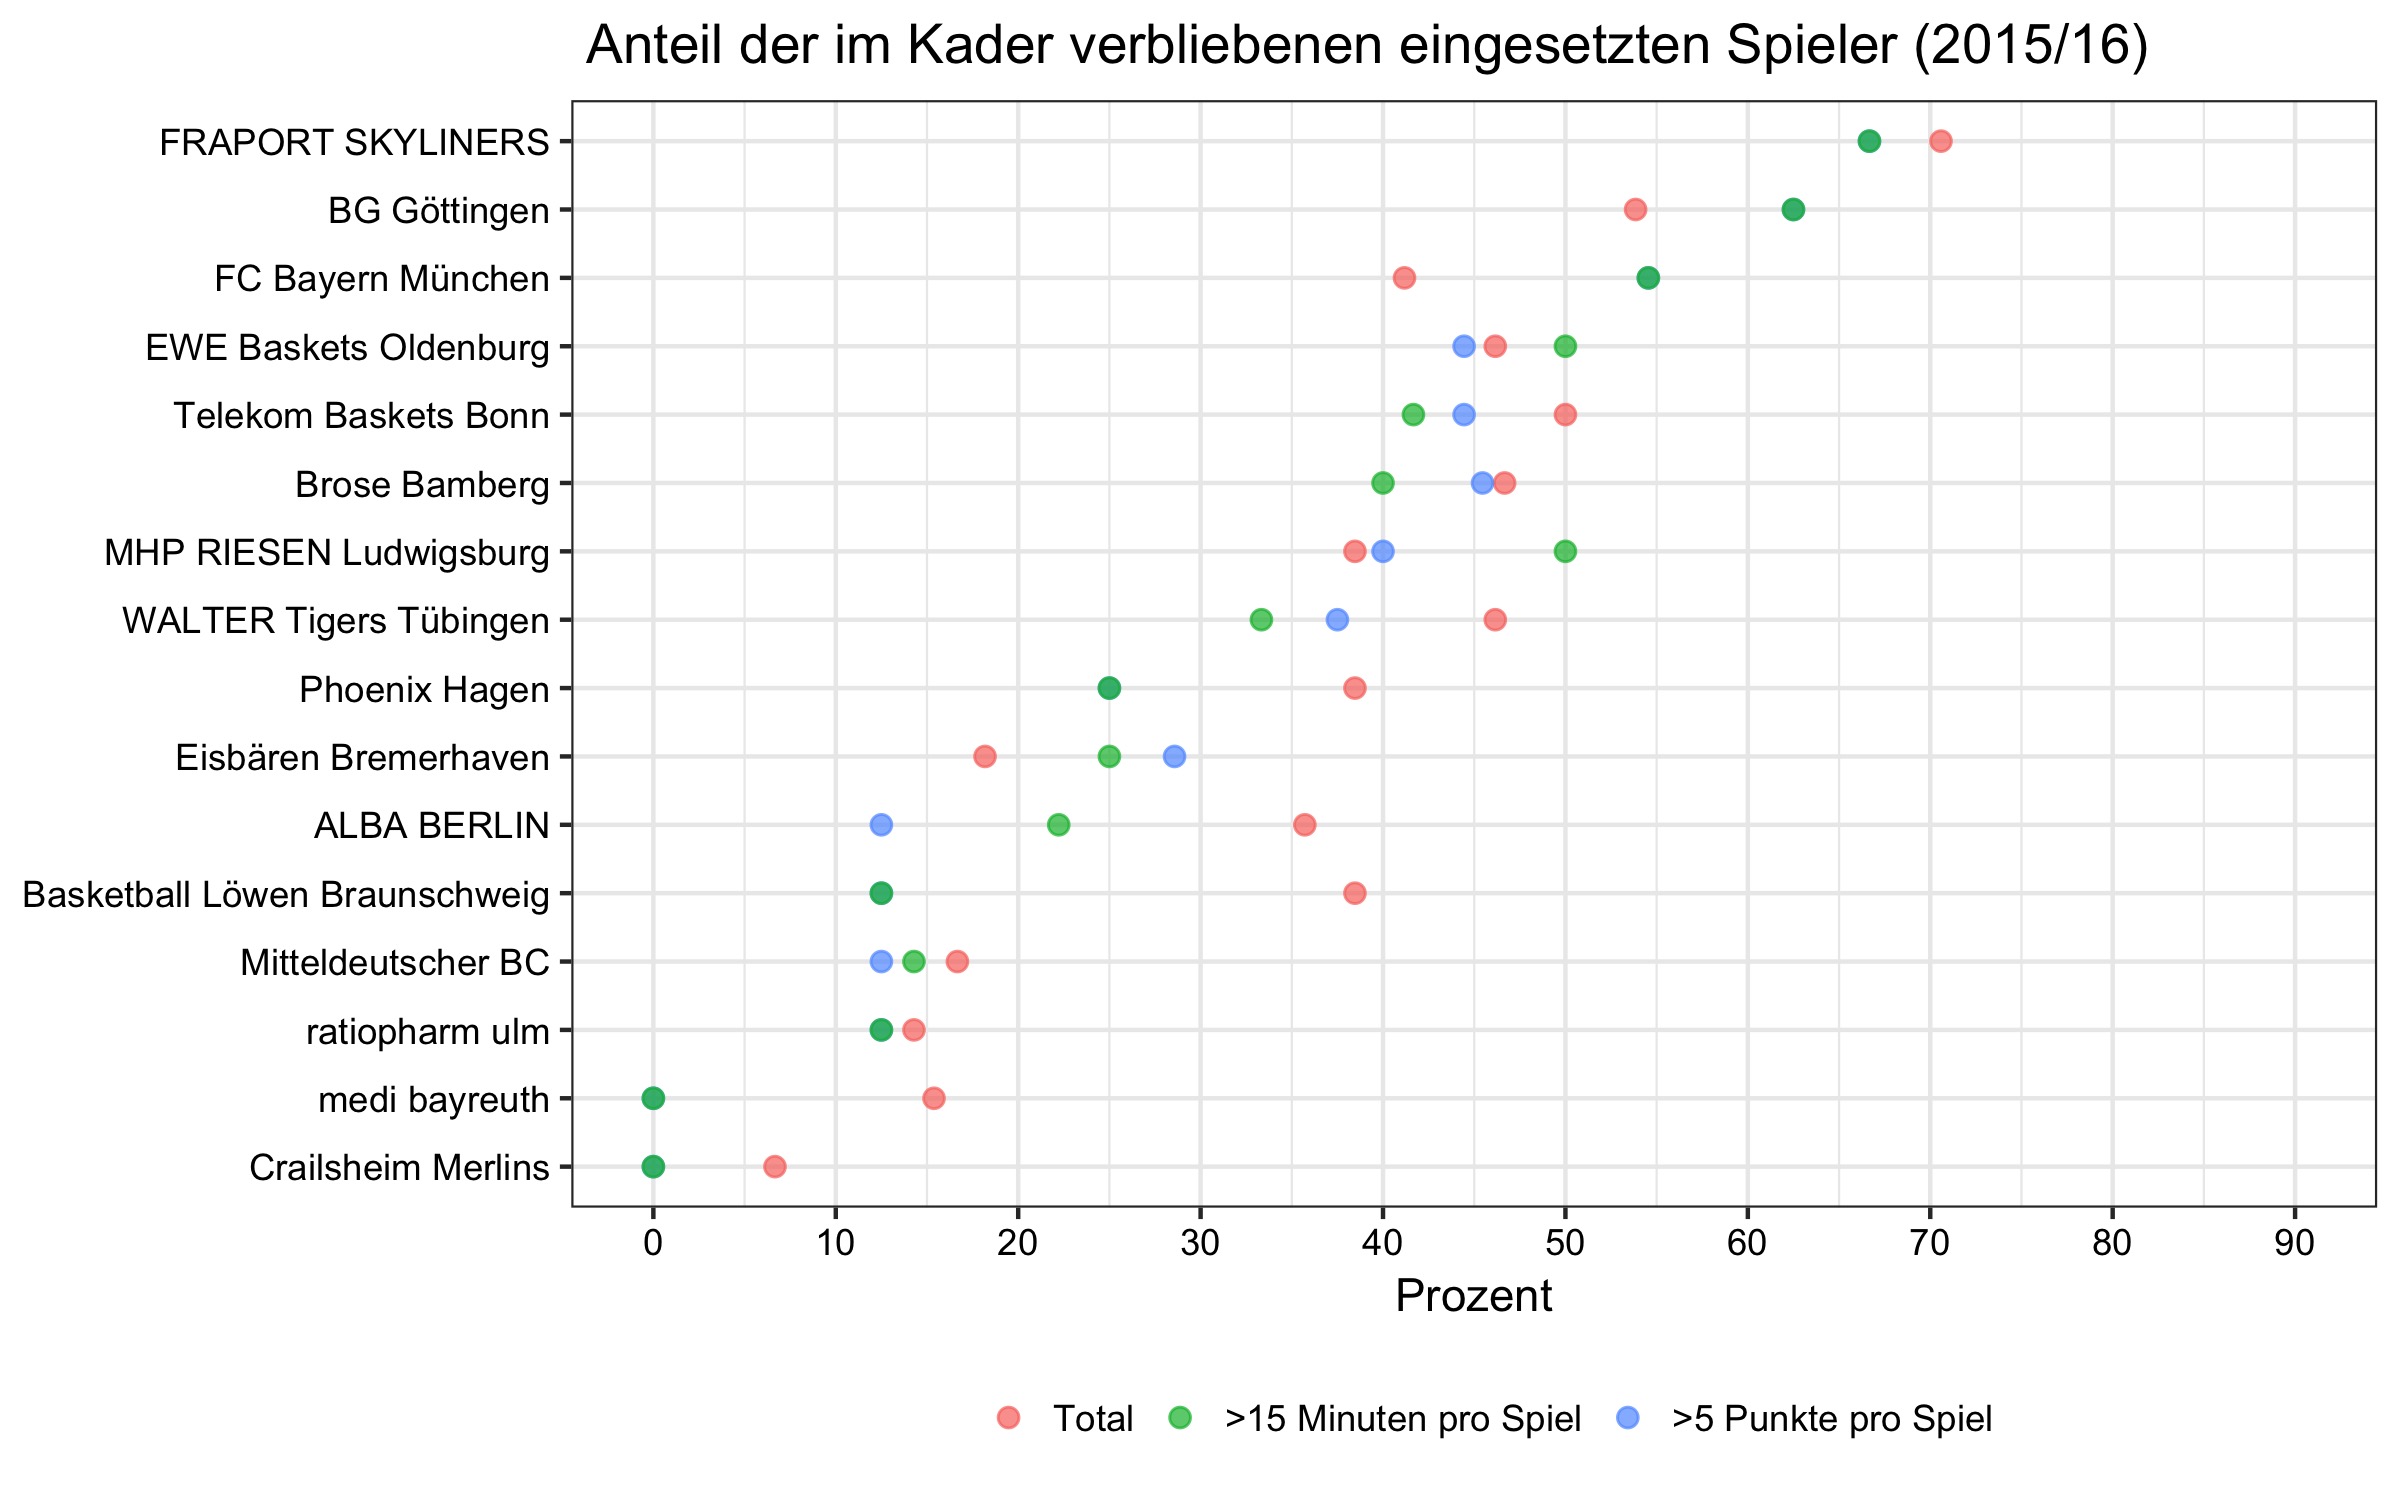 Anteil der im Kader verbliebenen eingesetzten Spieler (2015/16)
FRAPORT SKYLINERS
BG Göttingen
FC Bayern München
EWE Baskets Oldenburg
Telekom Baskets Bonn
Brose Bamberg
MHP RIESEN Ludwigsburg
WALTER Tigers Tübingen
Phoenix Hagen
Eisbären Bremerhaven
ALBA BERLIN
Basketball Löwen Braunschweig
Mitteldeutscher BC
ratiopharm ulm
medi bayreuth
Crailsheim Merlins
0 10 20 30 40 50 60 70 80 90
Prozent
Total >15 Minuten pro Spiel >5 Punkte pro Spiel